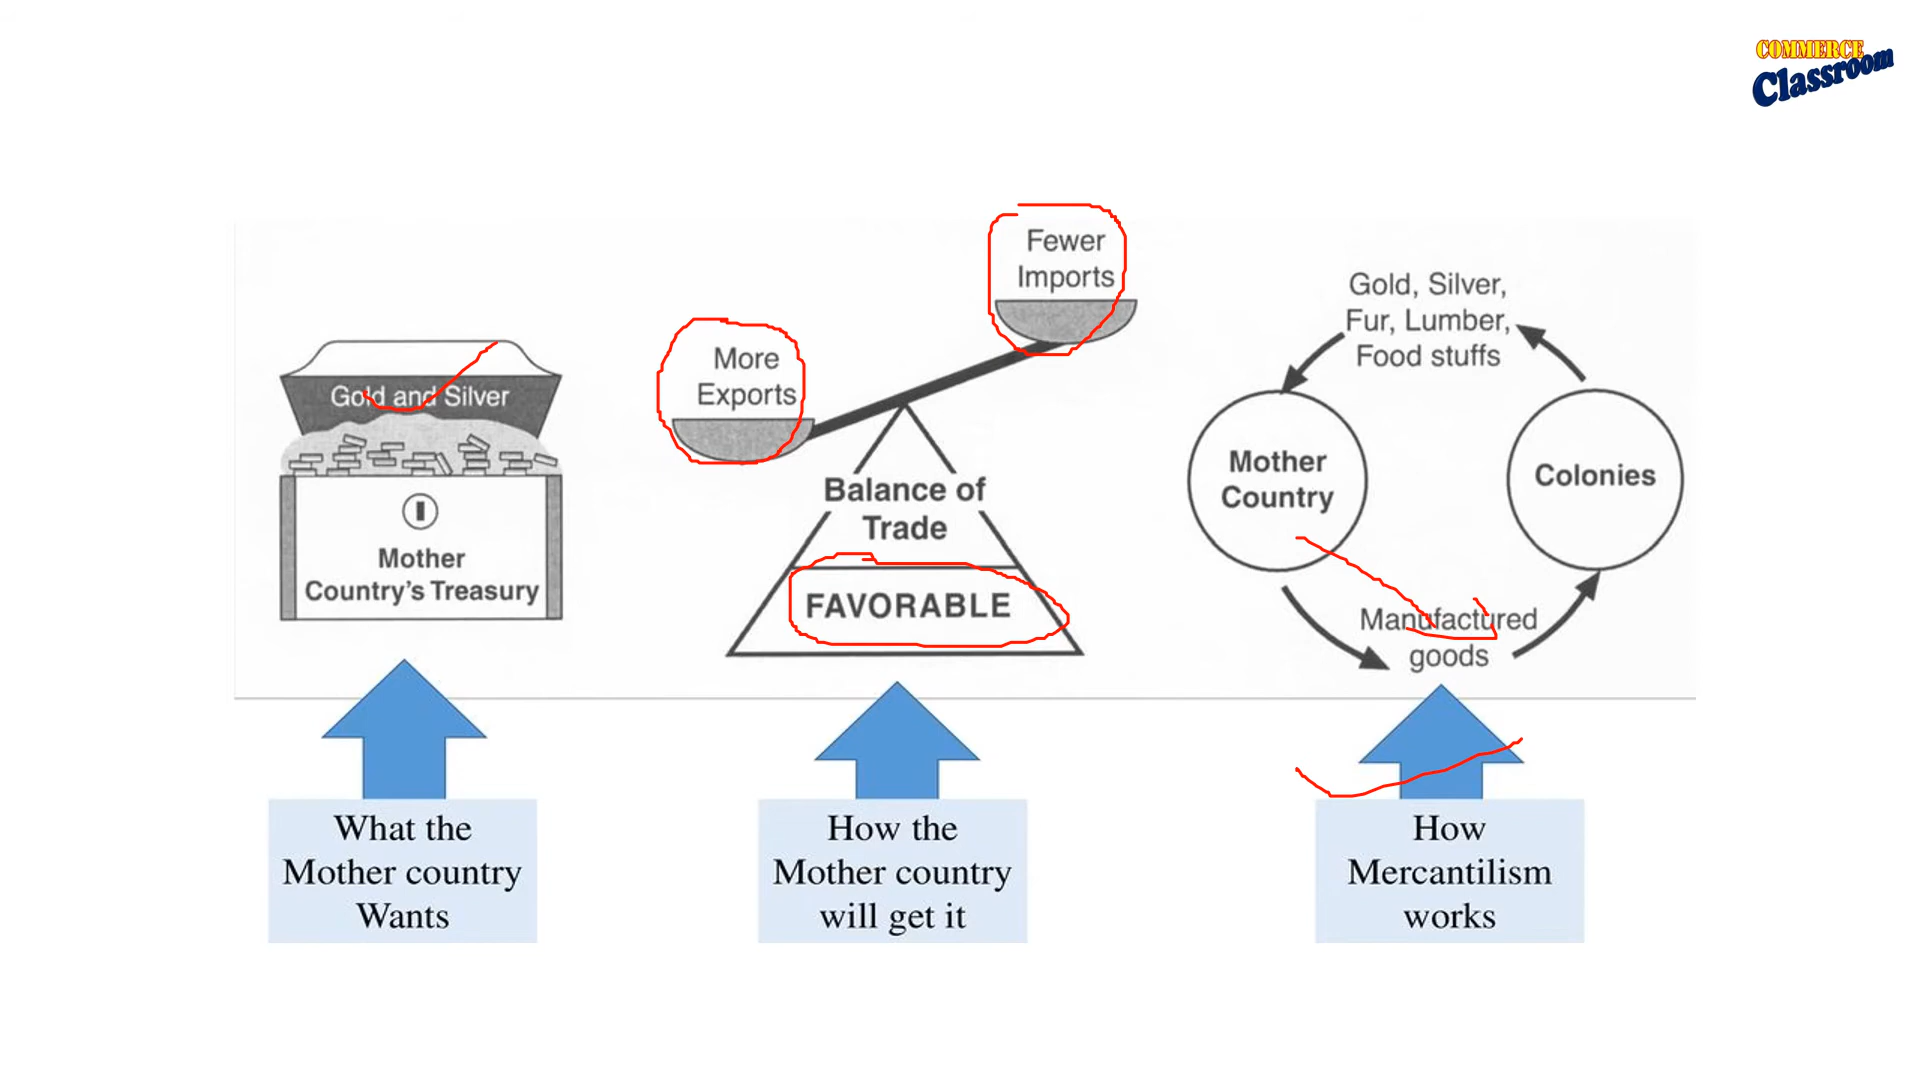 COMMERCE
Classroom
Gold and Silver
Mother
Country's Treasury
What the
Mother country
Wants
More
Exports
Fewer
Imports
Balance of
Trade
FAVORABLE
How the
Mother country
will get it
Gold, Silver,
Fur, Lumber,
Food stuffs
Mother
Country
Colonies
Manufactured
goods
How
Mercantilism
works